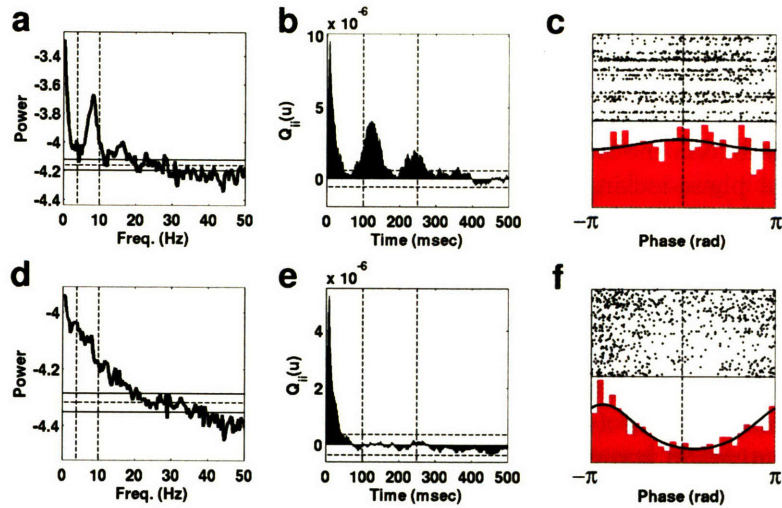 a
-3.4
-3.6
-3.8
-4
-4.2
-4.4
Power
0 10 20 30 40 50
Freq. (Hz)
b
x 10⁻⁶
10
5
0
Qᵢᵢ(u)
0 100 200 300 400 500
Time (msec)
c
−π π
Phase (rad)
d
-4
-4.2
-4.4
Power
0 10 20 30 40 50
Freq. (Hz)
e
x 10⁻⁶
4
2
0
Qᵢᵢ(u)
0 100 200 300 400 500
Time (msec)
f
−π π
Phase (rad)